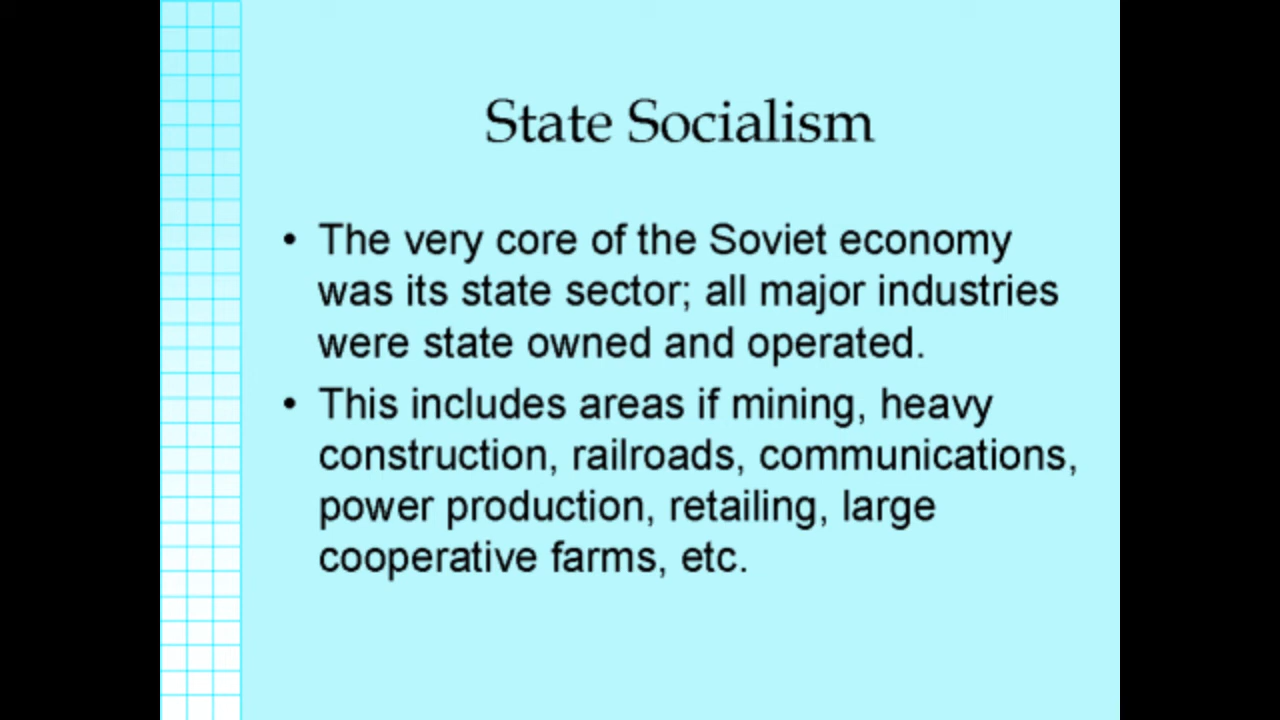 State Socialism
• The very core of the Soviet economy
was its state sector; all major industries
were state owned and operated.
• This includes areas if mining, heavy
construction, railroads, communications,
power production, retailing, large
cooperative farms, etc.